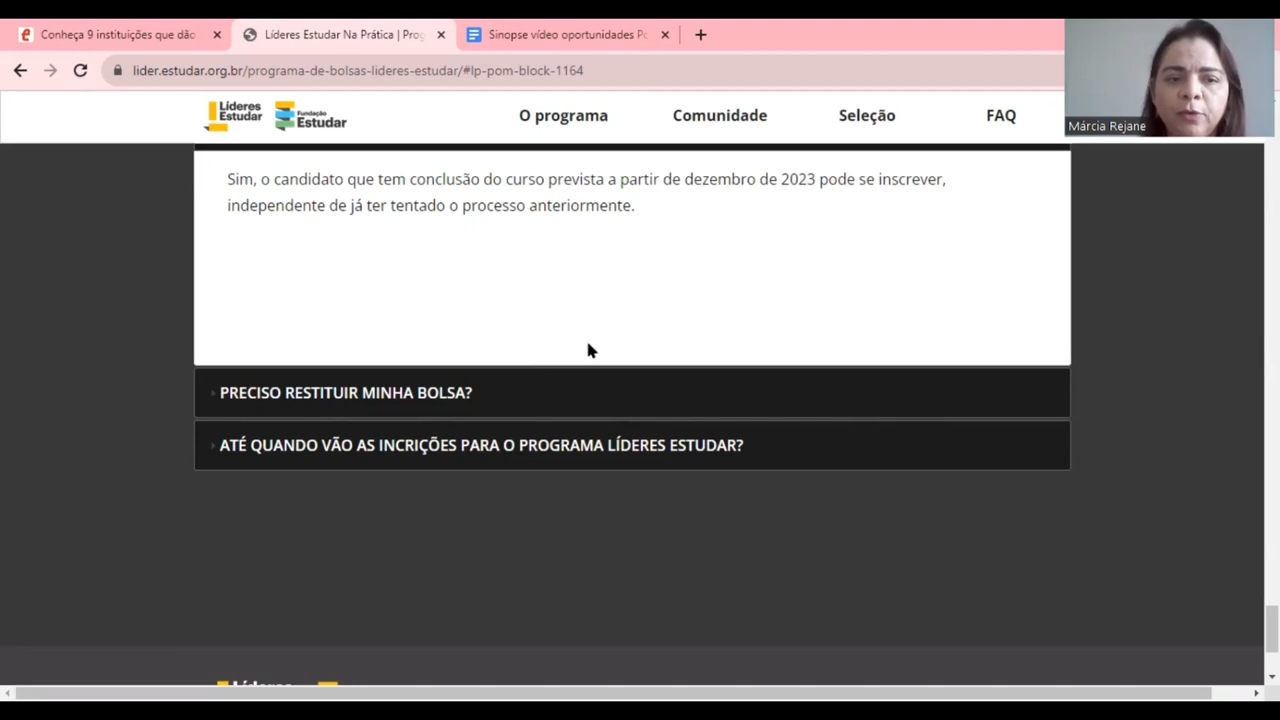 Conheça 9 instituições que dão
Líderes Estudar Na Prática | Prog
Sinopse vídeo oportunidades Po
lider.estudar.org.br/programa-de-bolsas-lideres-estudar/#lp-pom-block-1164
Líderes
Estudar
Fundação
Estudar
O programa
Comunidade
Seleção
FAQ
Márcia Rejane
Sim, o candidato que tem conclusão do curso prevista a partir de dezembro de 2023 pode se inscrever,
independente de já ter tentado o processo anteriormente.
PRECISO RESTITUIR MINHA BOLSA?
ATÉ QUANDO VÃO AS INCRIÇÕES PARA O PROGRAMA LÍDERES ESTUDAR?
Líderes